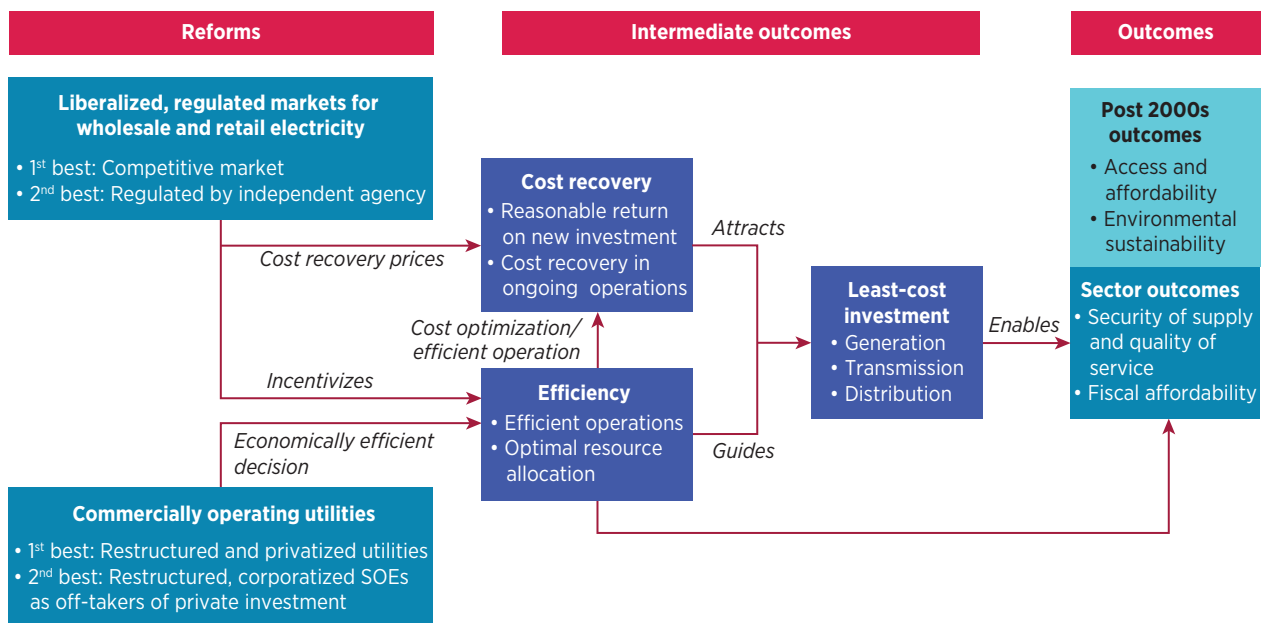 Reforms
Intermediate outcomes
Outcomes
Liberalized, regulated markets for
wholesale and retail electricity
• 1st best: Competitive market
• 2nd best: Regulated by independent agency
Cost recovery prices
Incentivizes
Economically efficient
decision
Commercially operating utilities
• 1st best: Restructured and privatized utilities
• 2nd best: Restructured, corporatized SOEs
as off-takers of private investment
Cost recovery
• Reasonable return
on new investment
• Cost recovery in
ongoing operations
Cost optimization/
efficient operation
Efficiency
• Efficient operations
• Optimal resource
allocation
Attracts
Guides
Least-cost
investment
• Generation
• Transmission
• Distribution
Enables
Post 2000s
outcomes
• Access and
affordability
• Environmental
sustainability
Sector outcomes
• Security of supply
and quality of
service
• Fiscal affordability